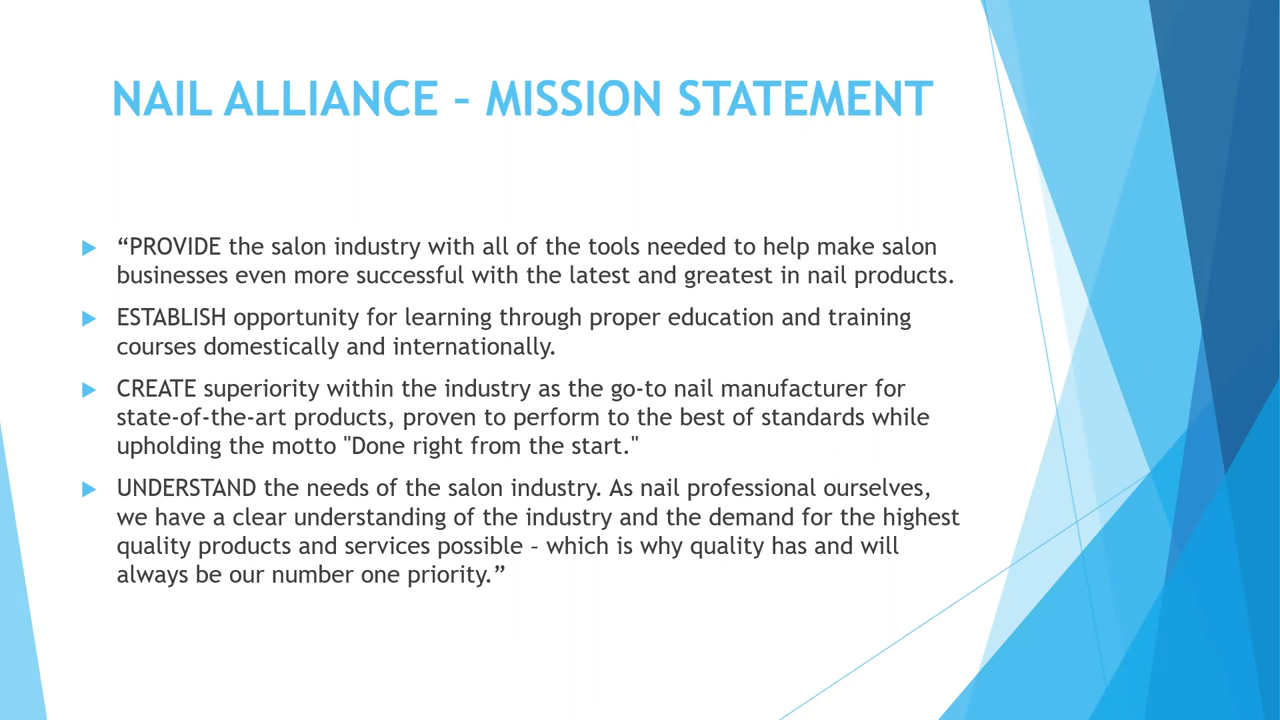 NAIL ALLIANCE – MISSION STATEMENT
“PROVIDE the salon industry with all of the tools needed to help make salon
businesses even more successful with the latest and greatest in nail products.
ESTABLISH opportunity for learning through proper education and training
courses domestically and internationally.
CREATE superiority within the industry as the go-to nail manufacturer for
state-of-the-art products, proven to perform to the best of standards while
upholding the motto "Done right from the start."
UNDERSTAND the needs of the salon industry. As nail professional ourselves,
we have a clear understanding of the industry and the demand for the highest
quality products and services possible – which is why quality has and will
always be our number one priority.”